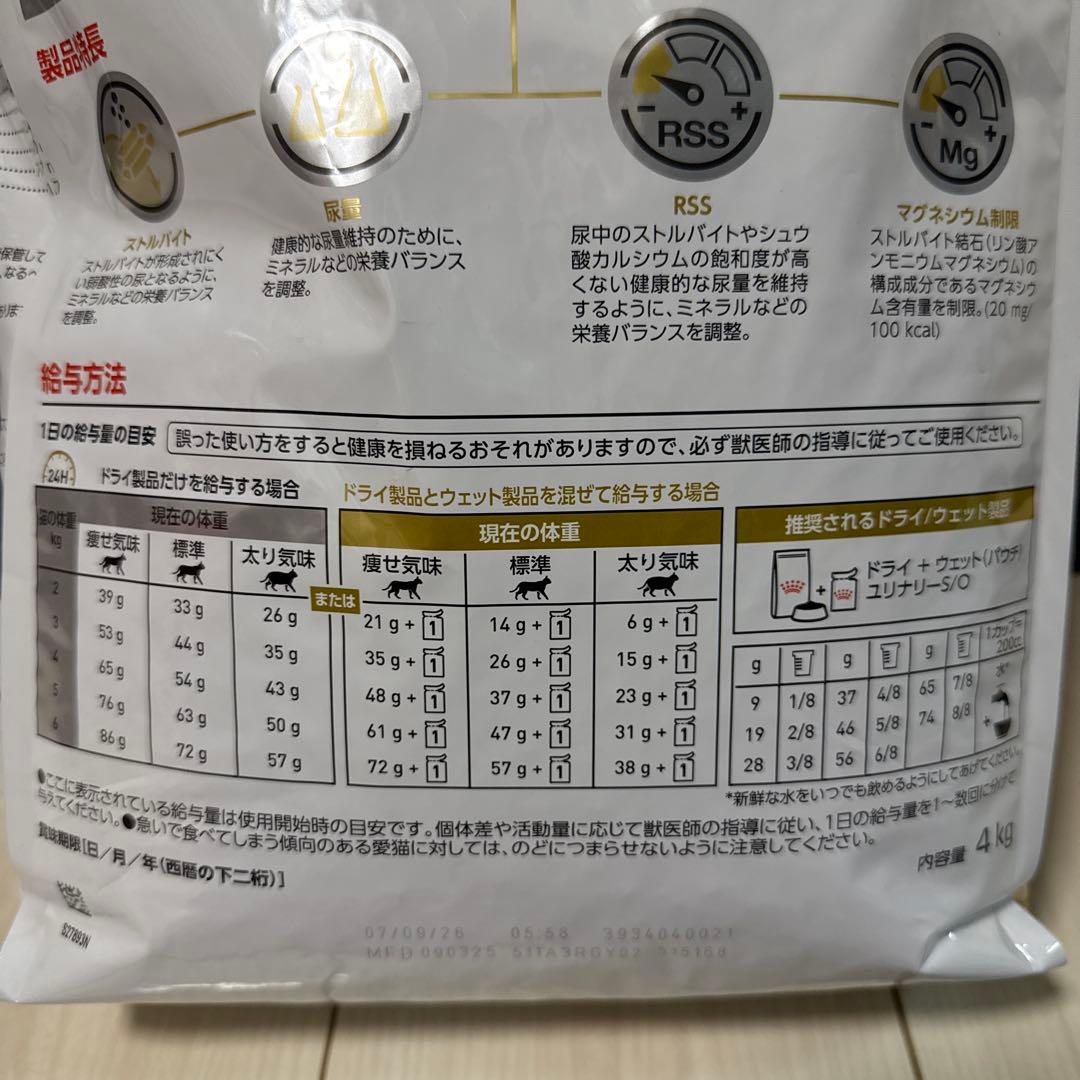 製品特長
RSS
Mg
ストルバイト
ストルバイトが形成されにく
い弱酸性の尿となるように、
ミネラルなどの栄養バランス
を調整。
尿量
健康的な尿量維持のために、
ミネラルなどの栄養バランス
を調整。
RSS
尿中のストルバイトやシュウ
酸カルシウムの飽和度が高
くない健康的な尿量を維持
するように、ミネラルなどの
栄養バランスを調整。
マグネシウム制限
ストルバイト結石(リン酸ア
ンモニウムマグネシウム)の
構成成分であるマグネシウ
ム含有量を制限。(20 mg/
100 kcal)
保管して
給与方法
1日の給与量の目安 誤った使い方をすると健康を損ねるおそれがありますので、必ず獣医師の指導に従ってご使用ください。
24H ドライ製品だけを給与する場合
猫の体重 kg 現在の体重
痩せ気味 標準 太り気味
2 39 g 33 g 26 g
3 53 g 44 g 35 g
4 65 g 54 g 43 g
5 76 g 63 g 50 g
6 86 g 72 g 57 g
または
ドライ製品とウェット製品を混ぜて給与する場合
現在の体重
痩せ気味 標準 太り気味
21 g + 1 14 g + 1 6 g + 1
35 g + 1 26 g + 1 15 g + 1
48 g + 1 37 g + 1 23 g + 1
61 g + 1 47 g + 1 31 g + 1
72 g + 1 57 g + 1 38 g + 1
推奨されるドライ/ウェット製品
ドライ + ウェット(パウチ)
ユリナリーS/O
g g g 1カップ=
200cc
9 1/8 37 4/8 65 7/8 水*
19 2/8 46 5/8 74 8/8 +
28 3/8 56 6/8
*新鮮な水をいつでも飲めるようにしてあげてください。
●ここに表示されている給与量は使用開始時の目安です。個体差や活動量に応じて獣医師の指導に従い、1日の給与量を1~数回に分けて
与えてください。●急いで食べてしまう傾向のある愛猫に対しては、のどにつまらせないように注意してください。
賞味期限[日/月/年(西暦の下二桁)]
内容量 4 kg
S27893N
07/09/26 05:58 3934040021
MFD 090325 51TA3RGY02 315168